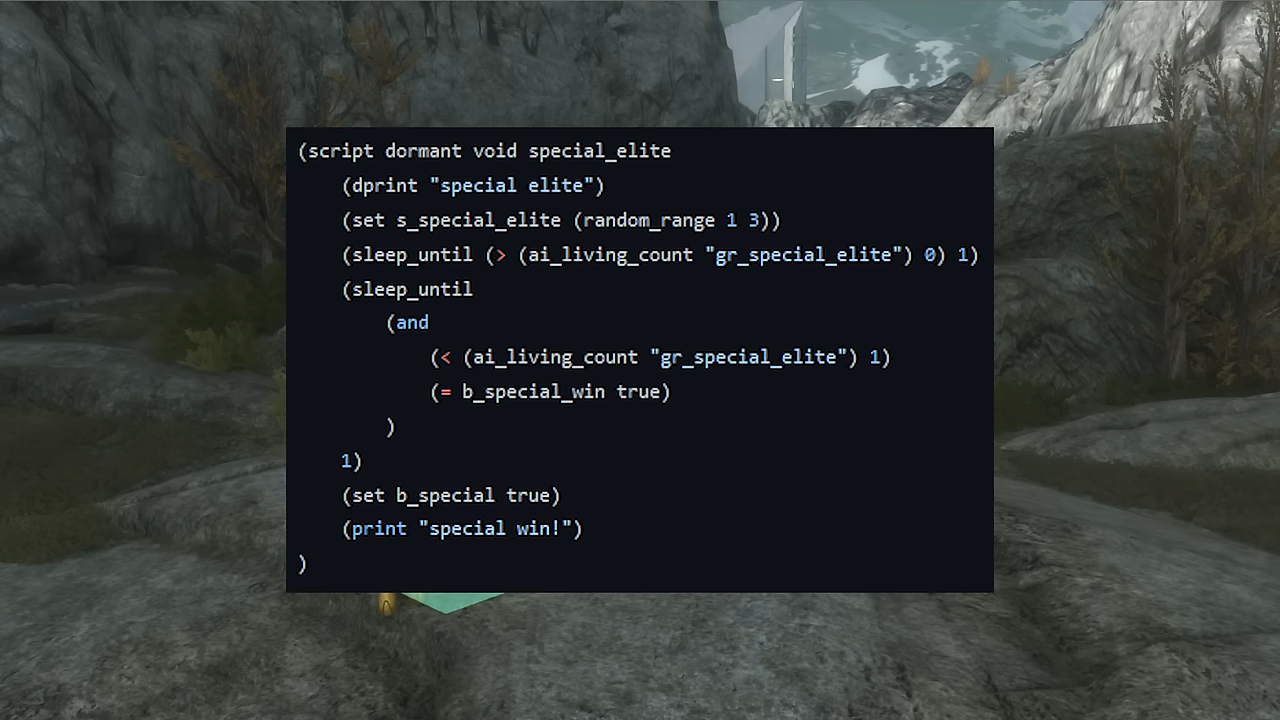 (script dormant void special_elite
    (dprint "special elite")
    (set s_special_elite (random_range 1 3))
    (sleep_until (> (ai_living_count "gr_special_elite") 0) 1)
    (sleep_until
        (and
            (< (ai_living_count "gr_special_elite") 1)
            (= b_special_win true)
        )
    1)
    (set b_special true)
    (print "special win!")
)